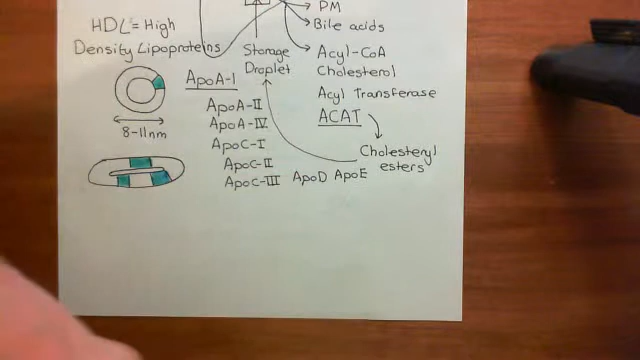 PM
Bile acids
HDL = High
Density Lipoproteins
Storage
Droplet
Acyl-CoA
Cholesterol
Acyl Transferase
ACAT
ApoA-I
ApoA-II
ApoA-IV
ApoC-I
ApoC-II
ApoC-III ApoD ApoE
8-11nm
Cholesteryl
esters